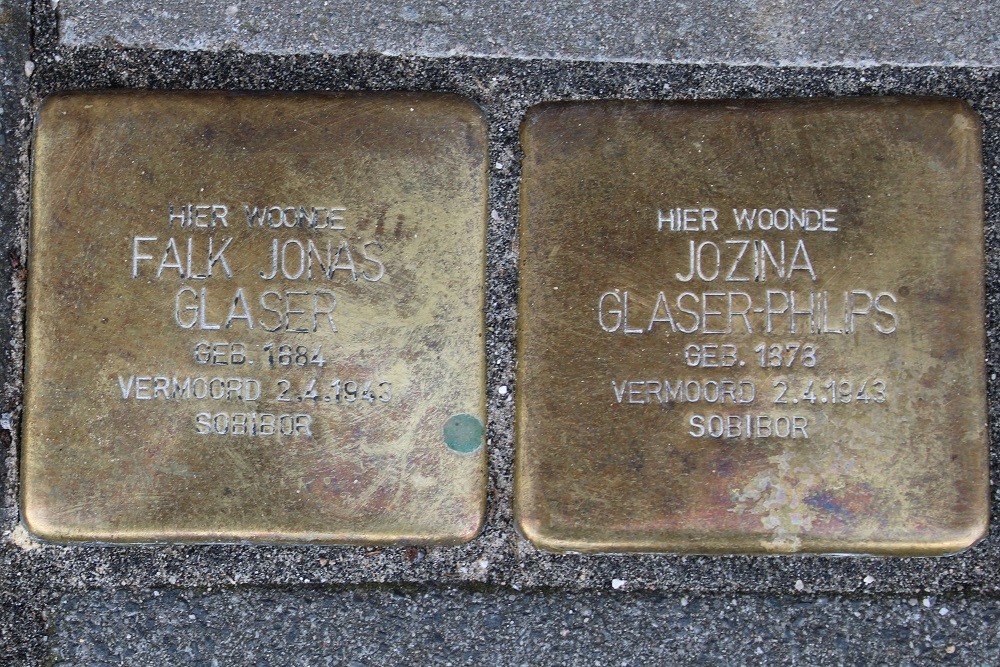 HIER WOONDE
FALK JONAS
GLASER
GEB. 1884
VERMOORD 2.4.1943
SOBIBOR
HIER WOONDE
JOZINA
GLASER-PHILIPS
GEB. 1878
VERMOORD 2.4.1943
SOBIBOR